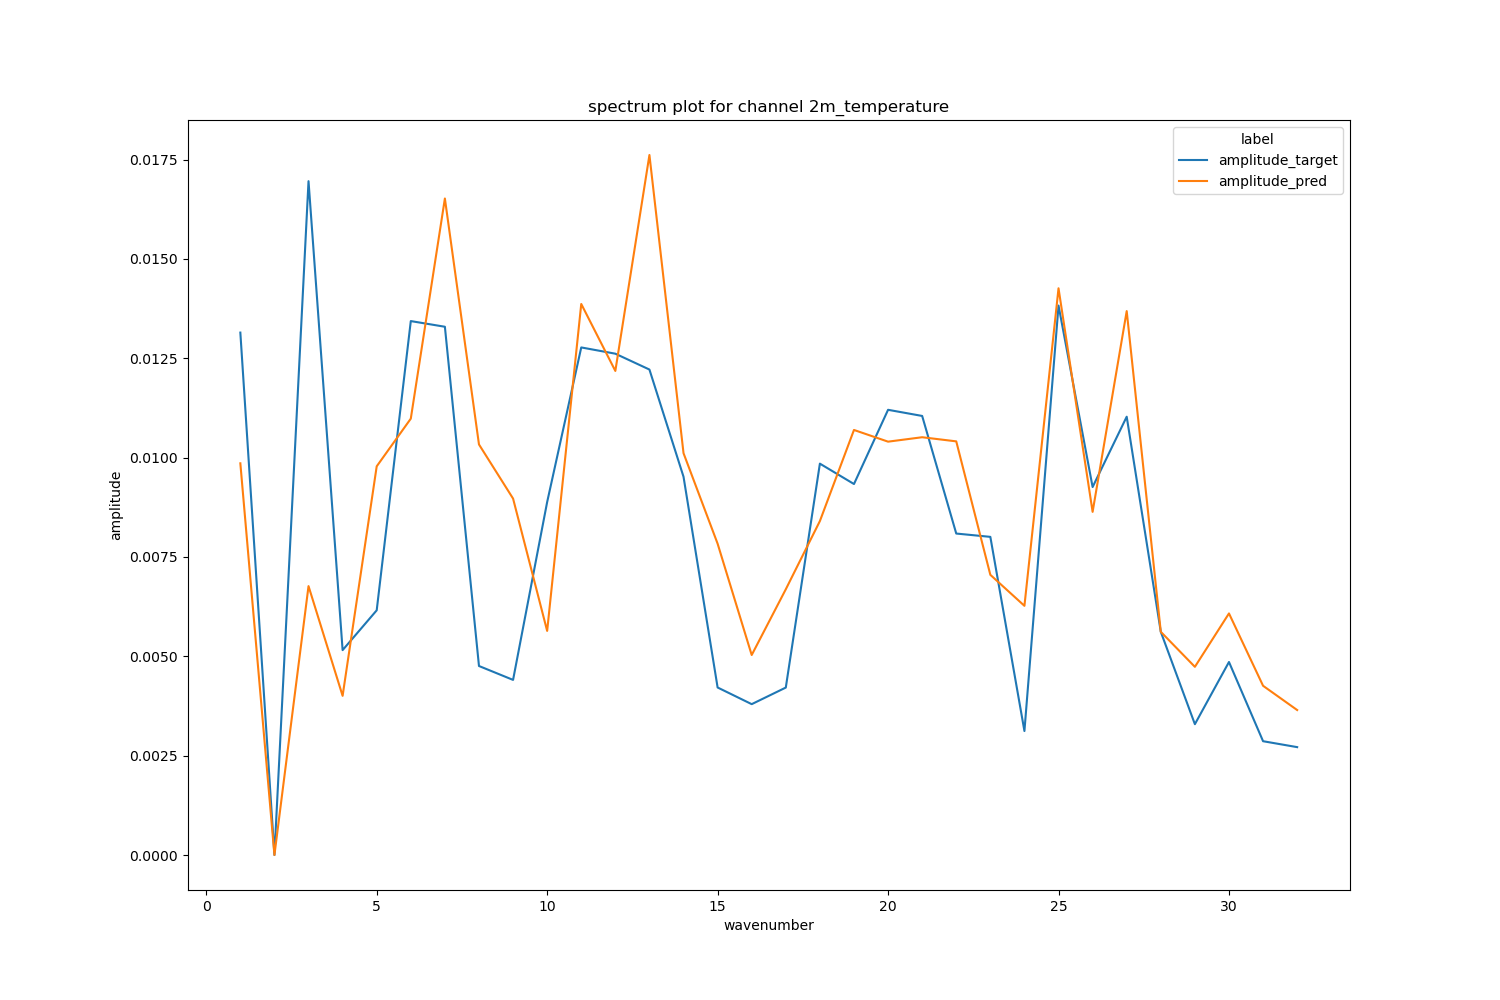 spectrum plot for channel 2m_temperature
label
amplitude_target
amplitude_pred
0.0175
0.0150
0.0125
0.0100
0.0075
0.0050
0.0025
0.0000
amplitude
0 5 10 15 20 25 30
wavenumber